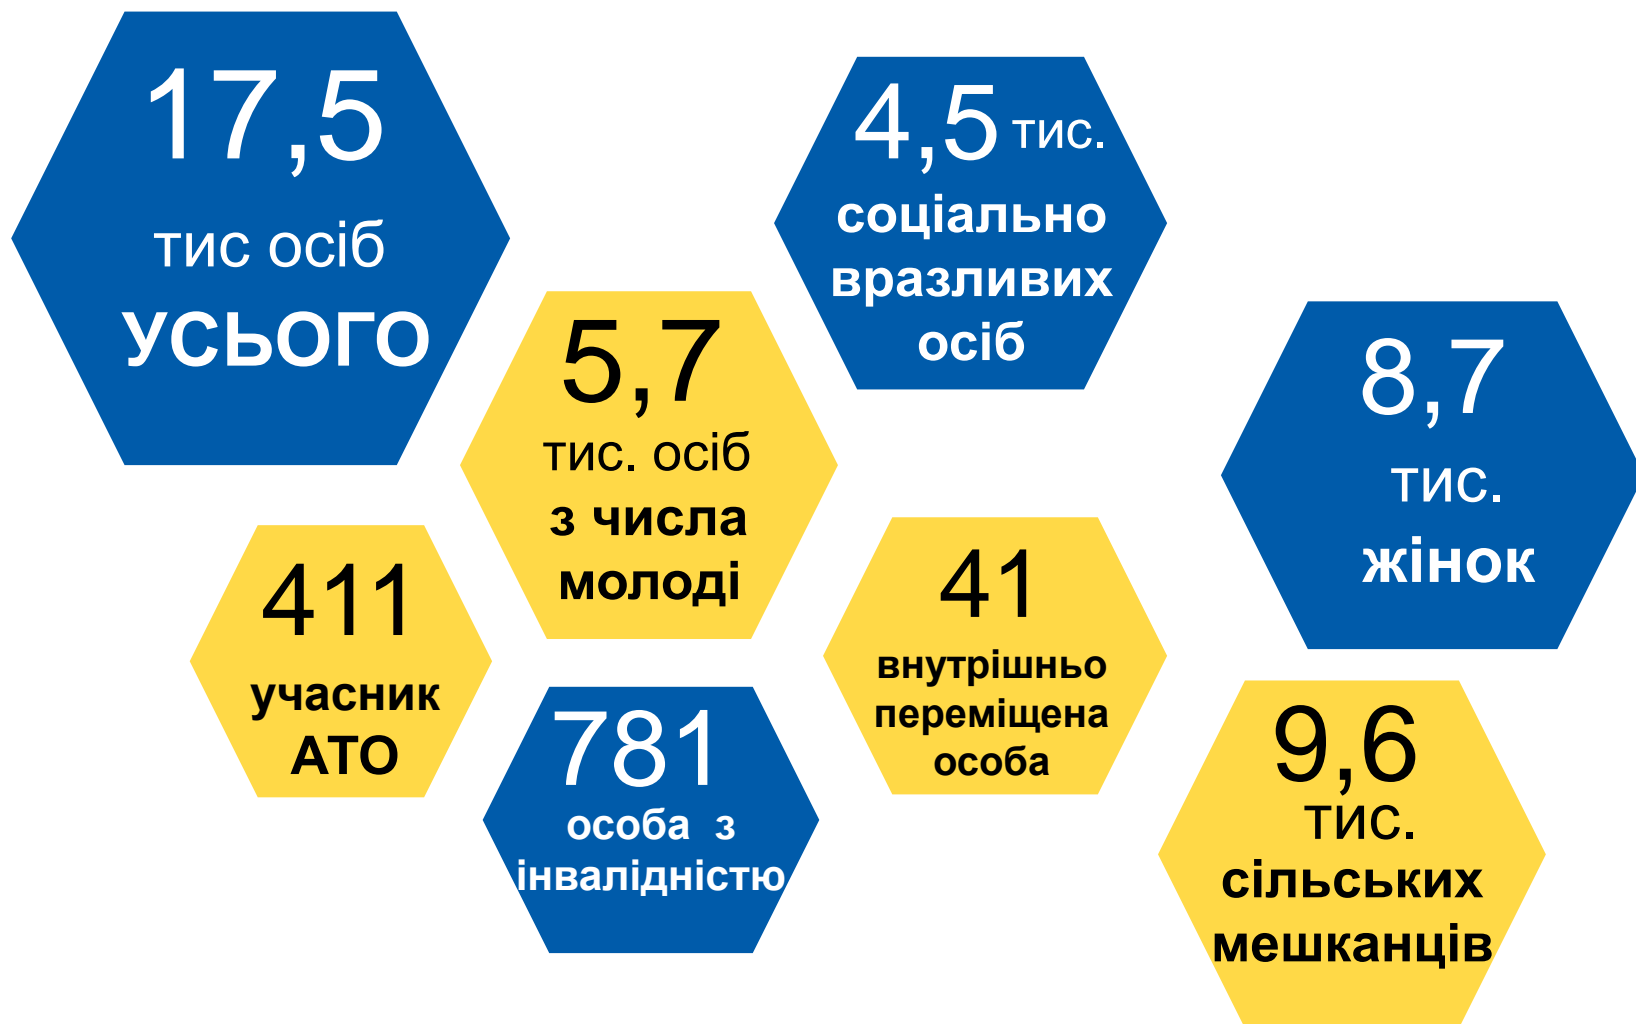 17,5
тис осіб
УСЬОГО
4,5 тис.
соціально
вразливих
осіб
5,7
тис. осіб
з числа
молоді
8,7
тис.
жінок
411
учасник
АТО
41
внутрішньо
переміщена
особа
781
особа з
інвалідністю
9,6
тис.
сільських
мешканців